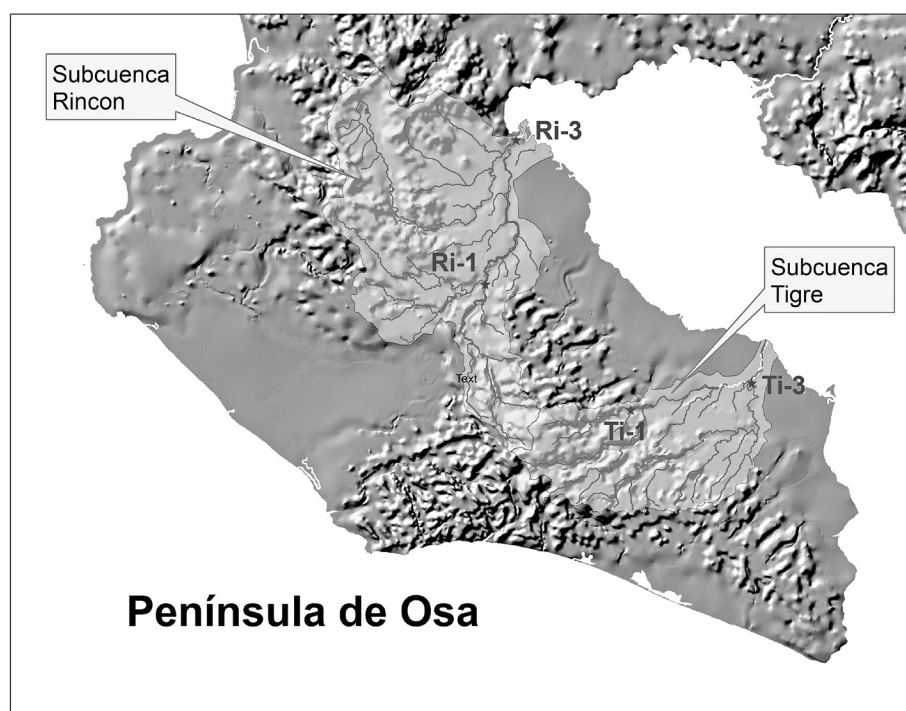 Subcuenca
Rincon
Ri-3
Ri-1
Subcuenca
Tigre
Text
Ti-3
Ti-1
Península de Osa